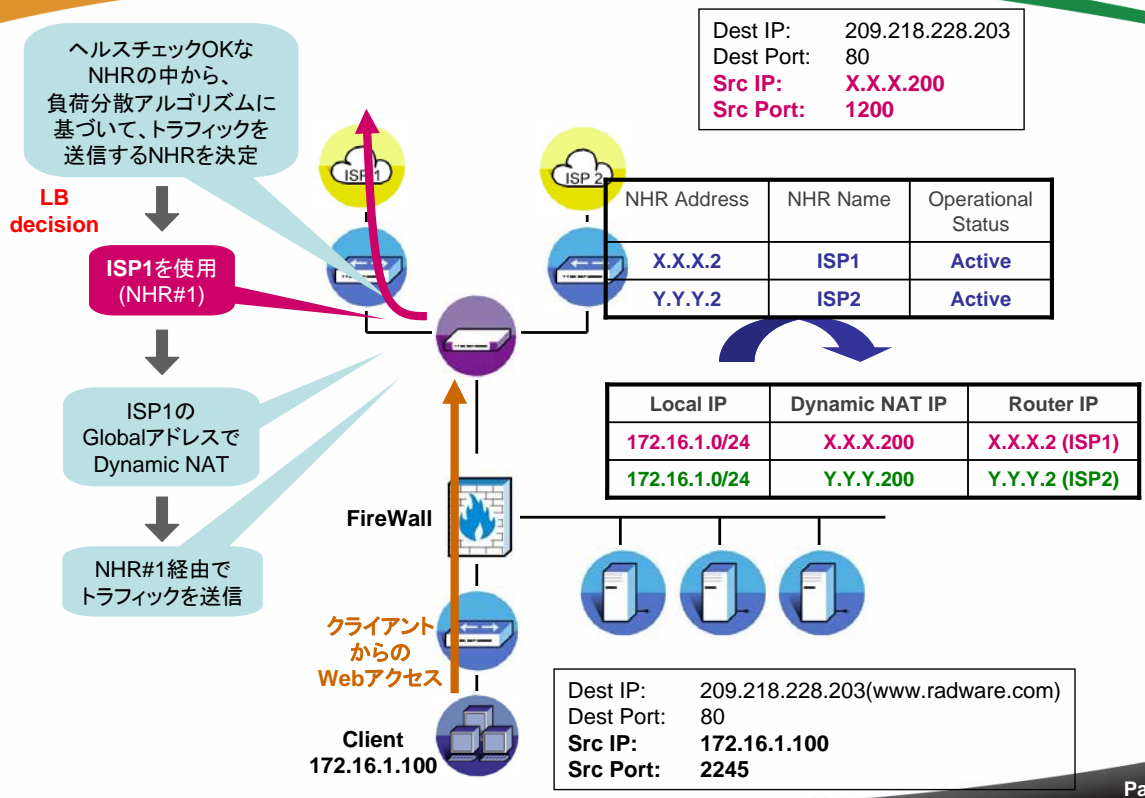 ヘルスチェックOKな
NHRの中から、
負荷分散アルゴリズムに
基づいて、トラフィックを
送信するNHRを決定
LB
decision
ISP1を使用
(NHR#1)
ISP1の
Globalアドレスで
Dynamic NAT
NHR#1経由で
トラフィックを送信
ISP 1
ISP 2
Dest IP: 209.218.228.203
Dest Port: 80
Src IP: X.X.X.200
Src Port: 1200
NHR Address NHR Name Operational
Status
X.X.X.2 ISP1 Active
Y.Y.Y.2 ISP2 Active
Local IP Dynamic NAT IP Router IP
172.16.1.0/24 X.X.X.200 X.X.X.2 (ISP1)
172.16.1.0/24 Y.Y.Y.200 Y.Y.Y.2 (ISP2)
FireWall
クライアント
からの
Webアクセス
Client
172.16.1.100
Dest IP: 209.218.228.203(www.radware.com)
Dest Port: 80
Src IP: 172.16.1.100
Src Port: 2245